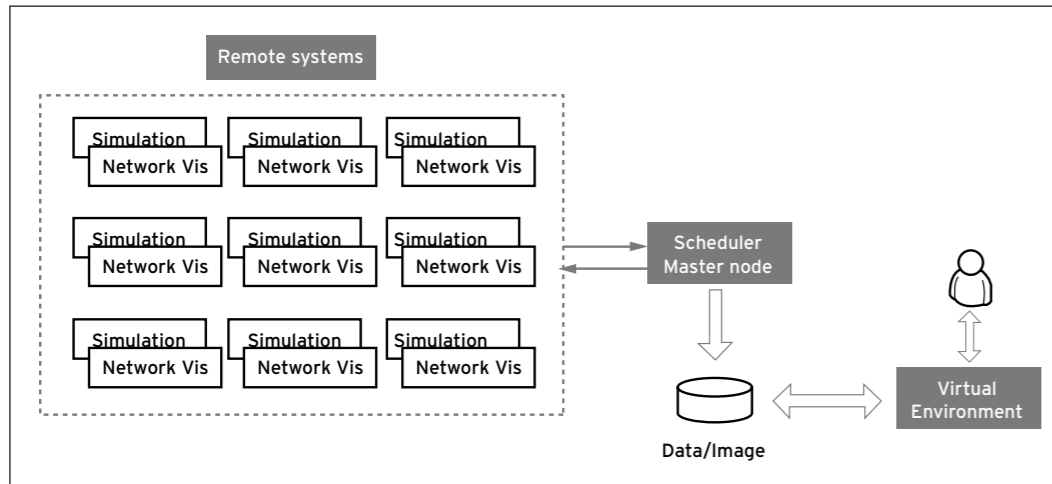 Remote systems
Simulation
Network Vis
Simulation
Network Vis
Simulation
Network Vis
Simulation
Network Vis
Simulation
Network Vis
Simulation
Network Vis
Simulation
Network Vis
Simulation
Network Vis
Simulation
Network Vis
Scheduler
Master node
Data/Image
Virtual
Environment